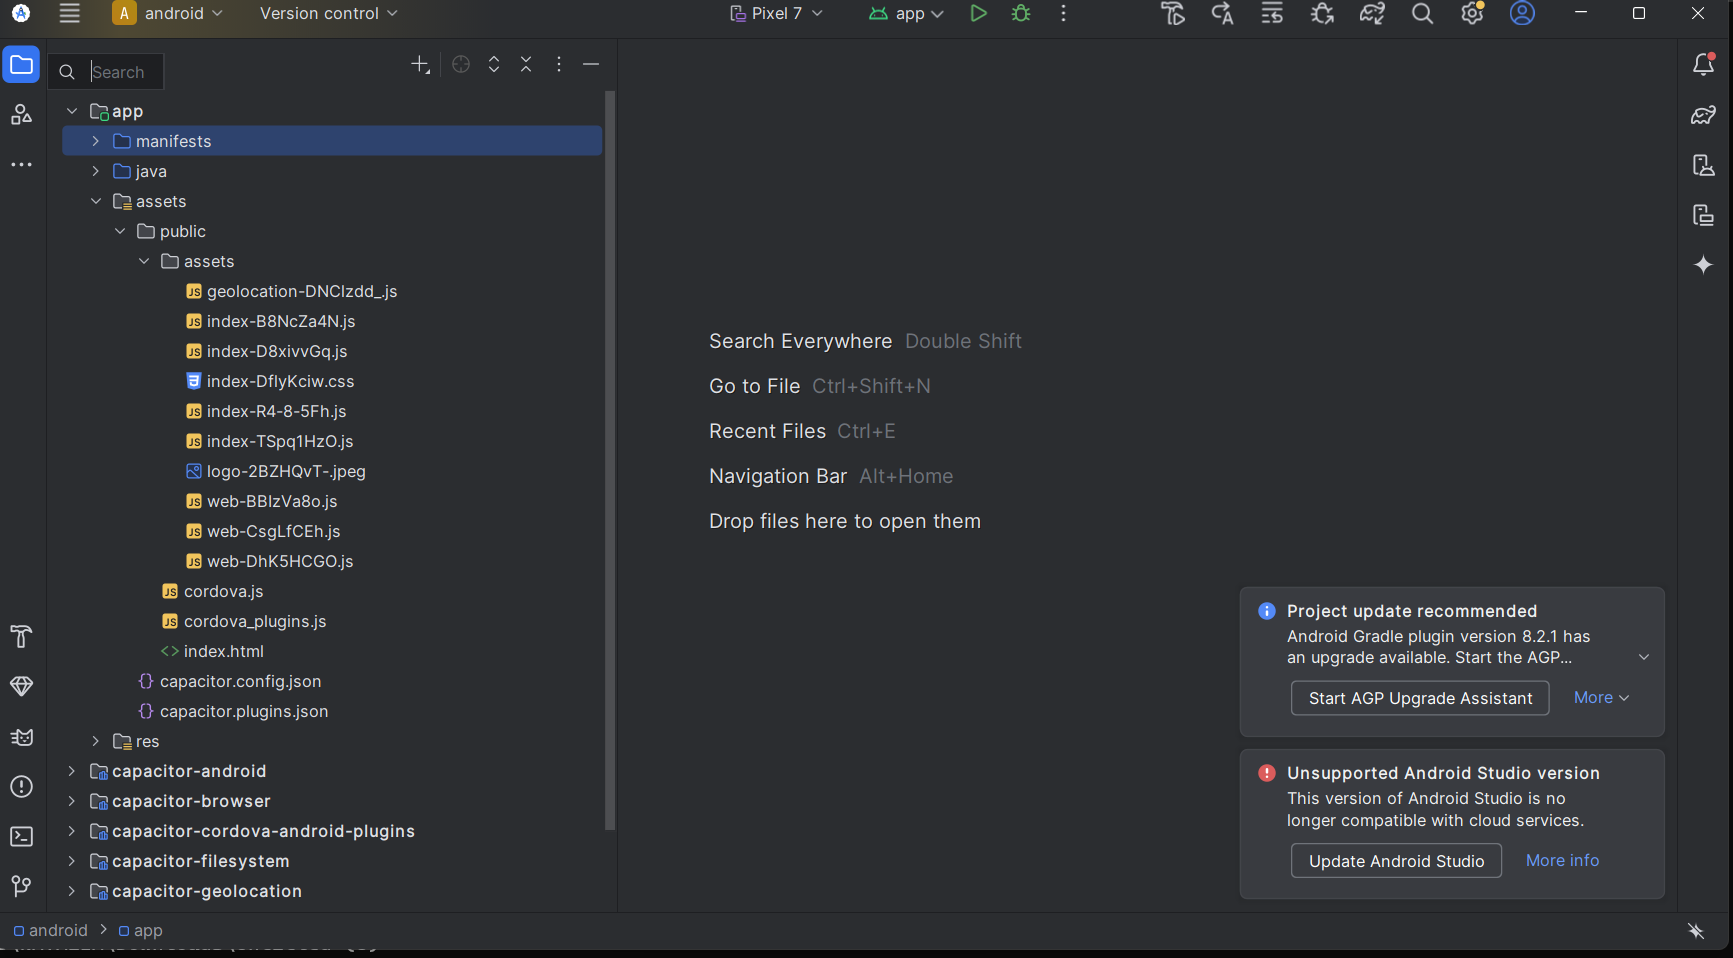 A android Version control Pixel 7 app
Search
app
manifests
java
assets
public
assets
geolocation-DNClzdd_.js
index-B8NcZa4N.js
index-D8xivvGq.js
index-DflyKciw.css
index-R4-8-5Fh.js
index-TSpq1HzO.js
logo-2BZHQvT-.jpeg
web-BBlzVa8o.js
web-CsgLfCEh.js
web-DhK5HCGO.js
cordova.js
cordova_plugins.js
index.html
capacitor.config.json
capacitor.plugins.json
res
capacitor-android
capacitor-browser
capacitor-cordova-android-plugins
capacitor-filesystem
capacitor-geolocation
Search Everywhere Double Shift
Go to File Ctrl+Shift+N
Recent Files Ctrl+E
Navigation Bar Alt+Home
Drop files here to open them
Project update recommended
Android Gradle plugin version 8.2.1 has
an upgrade available. Start the AGP...
Start AGP Upgrade Assistant More
Unsupported Android Studio version
This version of Android Studio is no
longer compatible with cloud services.
Update Android Studio More info
android > app